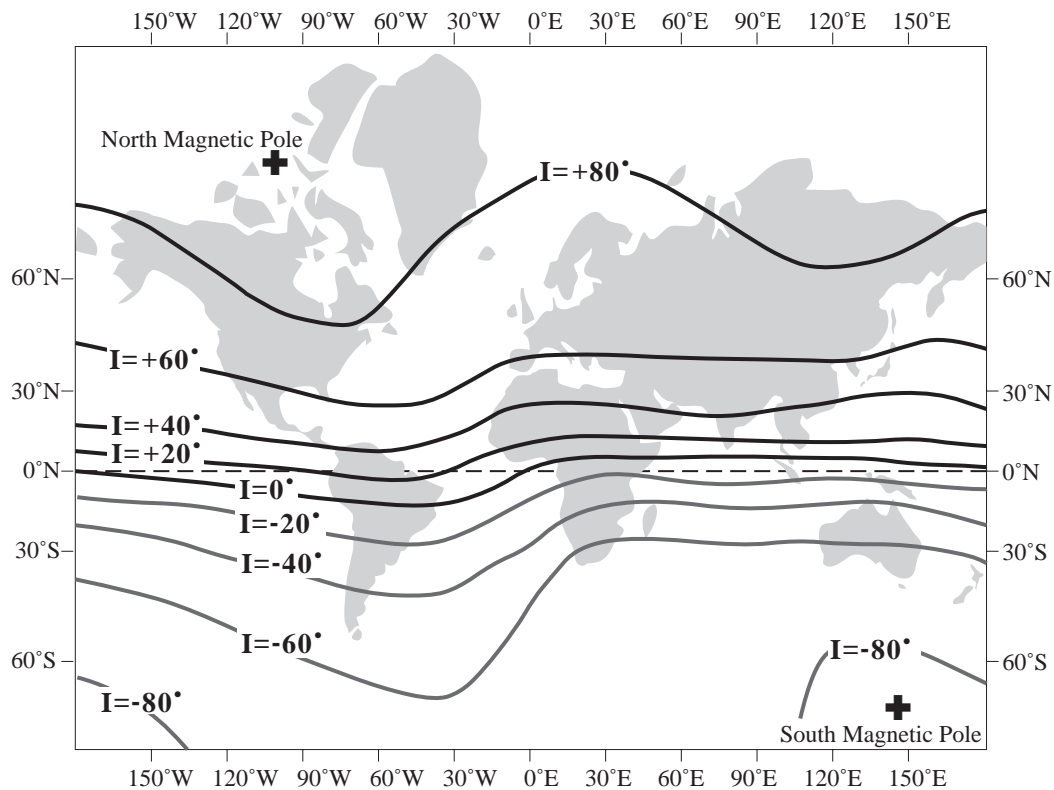 150˚W 120˚W 90˚W 60˚W 30˚W 0˚E 30˚E 60˚E 90˚E 120˚E 150˚E
North Magnetic Pole
I=+80˚
60˚N 60˚N
I=+60˚
30˚N 30˚N
I=+40˚
I=+20˚
0˚N 0˚N
I=0˚
I=-20˚
30˚S 30˚S
I=-40˚
I=-60˚
I=-80˚
60˚S 60˚S
I=-80˚
South Magnetic Pole
150˚W 120˚W 90˚W 60˚W 30˚W 0˚E 30˚E 60˚E 90˚E 120˚E 150˚E